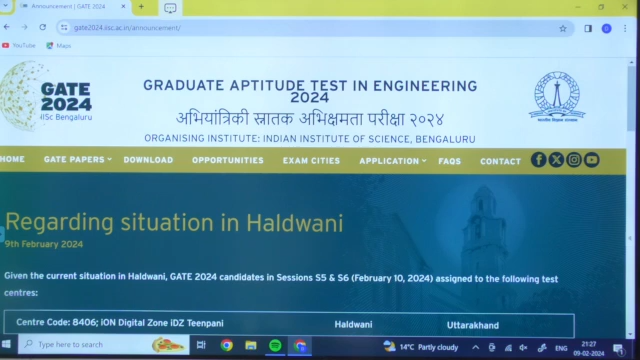 Announcement | GATE 2024
gate2024.iisc.ac.in/announcement/
YouTube Maps
GATE
2024
IISc Bengaluru
GRADUATE APTITUDE TEST IN ENGINEERING
2024
अभियांत्रिकी स्नातक अभिक्षमता परीक्षा २०२४
ORGANISING INSTITUTE: INDIAN INSTITUTE OF SCIENCE, BENGALURU
HOME GATE PAPERS DOWNLOAD OPPORTUNITIES EXAM CITIES APPLICATION FAQS CONTACT
Regarding situation in Haldwani
9th February 2024
Given the current situation in Haldwani, GATE 2024 candidates in Sessions S5 & S6 (February 10, 2024) assigned to the following test
centres:
Centre Code: 8406; iON Digital Zone iDZ Teenpani Haldwani Uttarakhand
Type here to search 14°C Partly cloudy ENG 21:27
09-02-2024